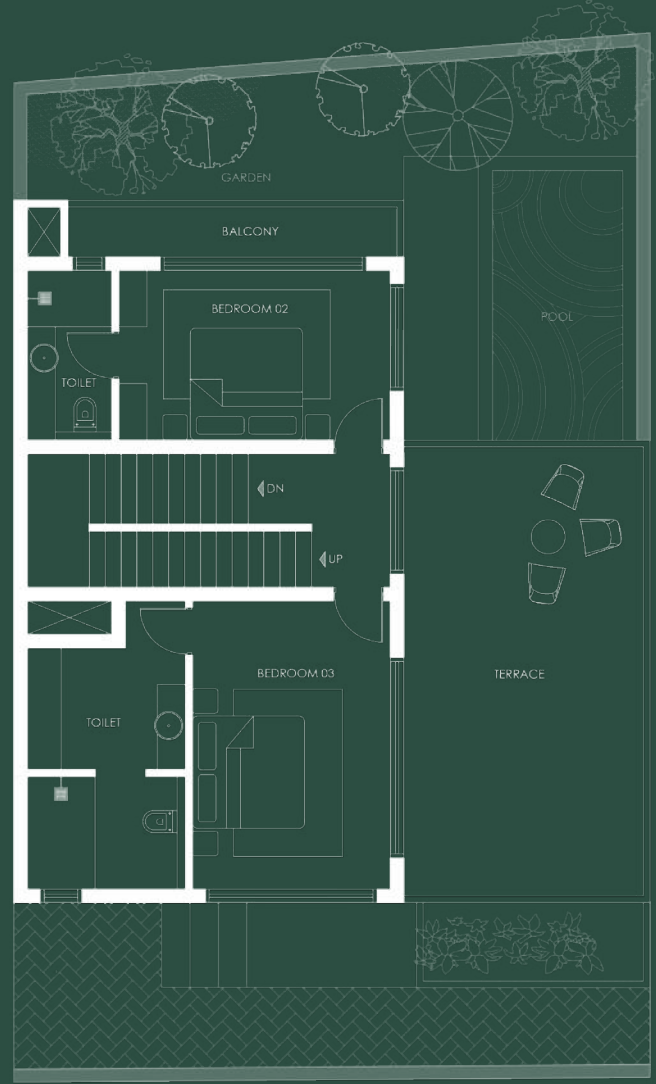 GARDEN
BALCONY
BEDROOM 02
POOL
TOILET
DN
UP
BEDROOM 03
TERRACE
TOILET